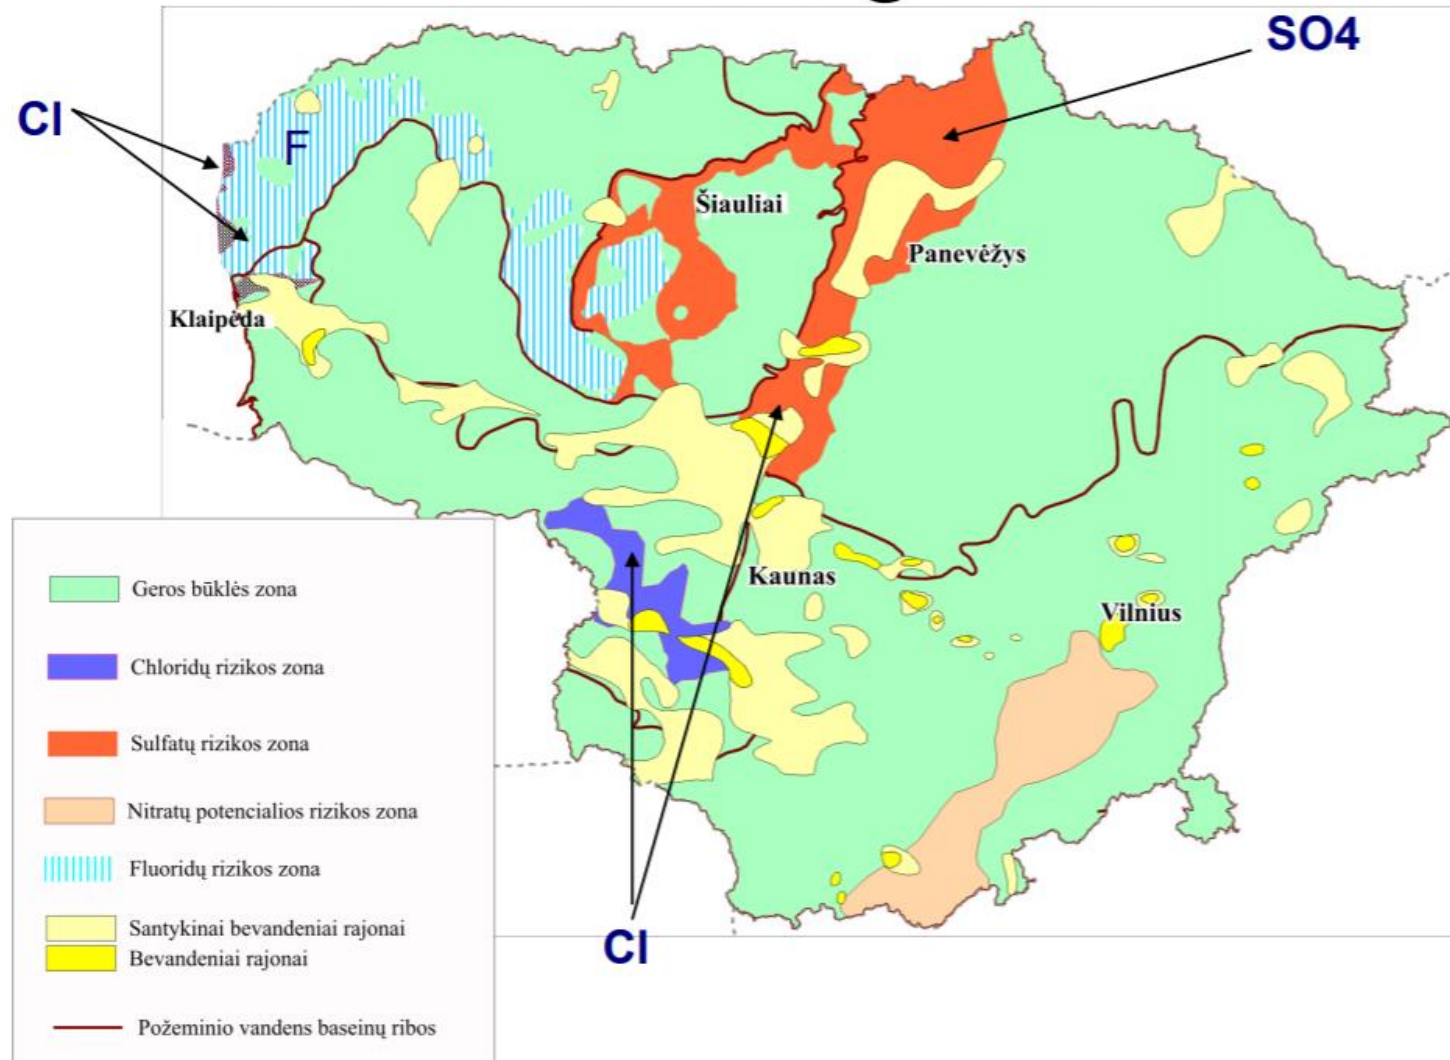 SO4
Cl
F
Šiauliai
Panevėžys
Klaipėda
Kaunas
Vilnius
Cl
Geros būklės zona
Chloridų rizikos zona
Sulfatų rizikos zona
Nitratų potencialios rizikos zona
Fluoridų rizikos zona
Santykinai bevandeniai rajonai
Bevandeniai rajonai
Požeminio vandens baseinų ribos